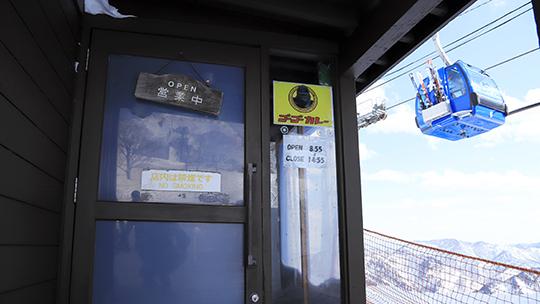 OPEN
営業中
店内は禁煙です
NO SMOKING
ゴーゴーカレー
OPEN 8:55
CLOSE 14:55